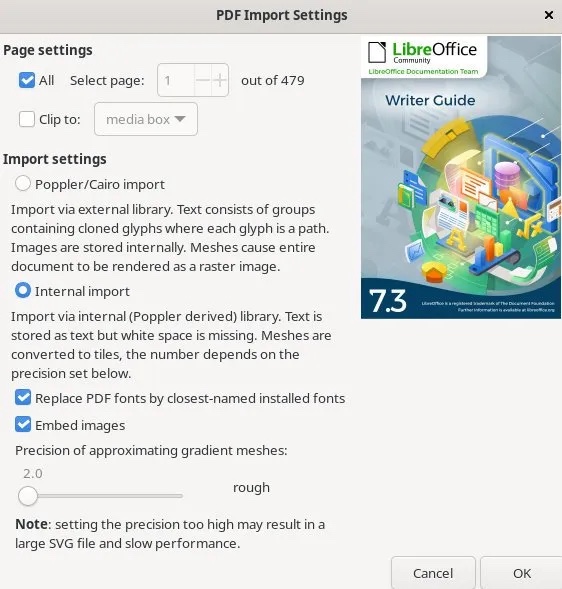 PDF Import Settings
Page settings
All Select page: 1 out of 479
Clip to: media box
Import settings
Poppler/Cairo import
Import via external library. Text consists of groups
containing cloned glyphs where each glyph is a path.
Images are stored internally. Meshes cause entire
document to be rendered as a raster image.
Internal import
Import via internal (Poppler derived) library. Text is
stored as text but white space is missing. Meshes are
converted to tiles, the number depends on the
precision set below.
Replace PDF fonts by closest-named installed fonts
Embed images
Precision of approximating gradient meshes:
2.0
rough
Note: setting the precision too high may result in a
large SVG file and slow performance.
Cancel OK
LibreOffice
Community
LibreOffice Documentation Team
Writer Guide
7.3
LibreOffice is a registered trademark of The Document Foundation
Further information is available at libreoffice.org